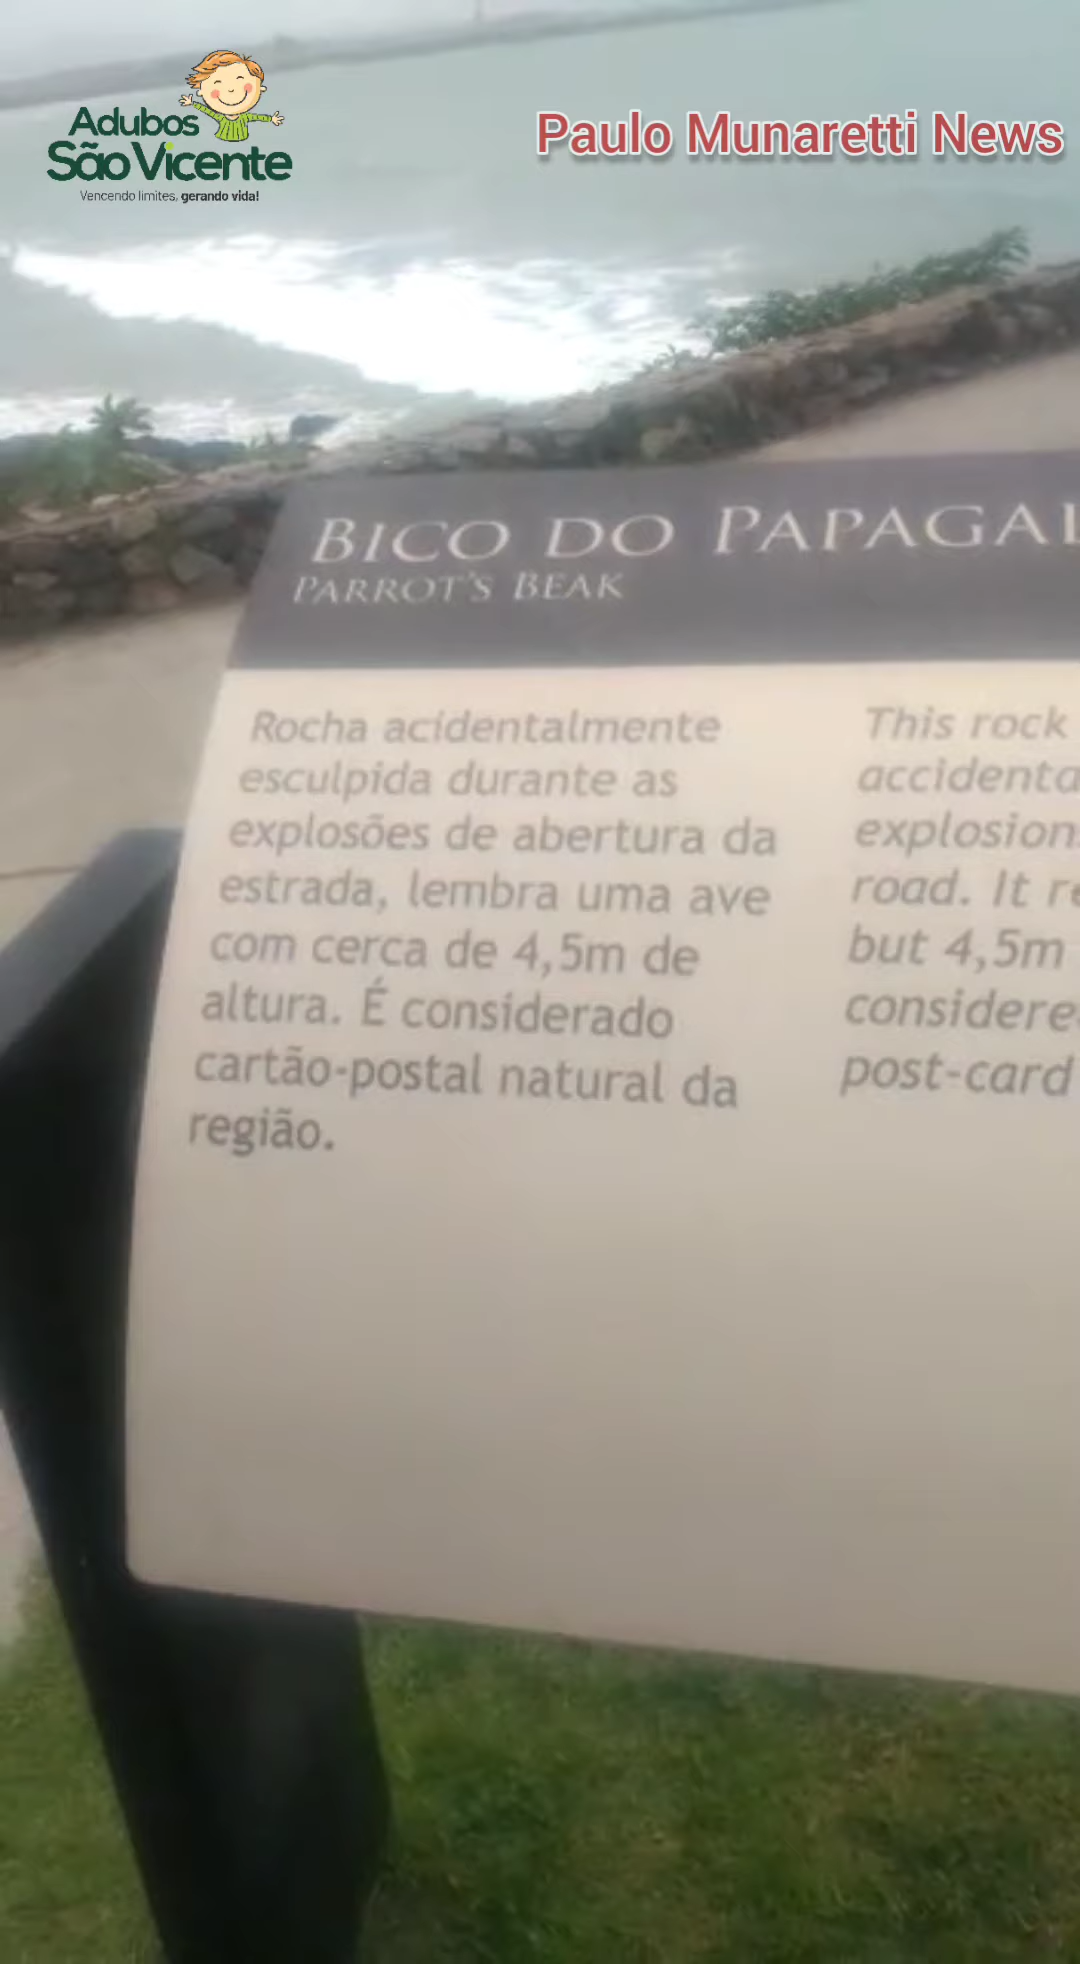 Adubos
São Vicente
Vencendo limites, gerando vida!
Paulo Munaretti News
BICO DO PAPAGAL
PARROT'S BEAK
Rocha acidentalmente
esculpida durante as
explosões de abertura da
estrada, lembra uma ave
com cerca de 4,5m de
altura. É considerado
cartão-postal natural da
região.
This rock
accidenta
explosion
road. It re
but 4,5m
considere
post-card